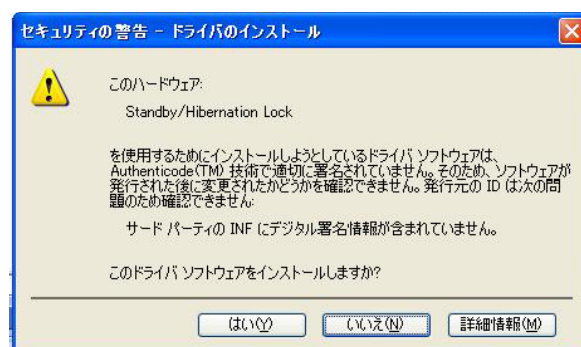 セキュリティの警告 - ドライバのインストール
このハードウェア:
Standby/Hibernation Lock
を使用するためにインストールしようとしているドライバ ソフトウェアは、
Authenticode(TM) 技術で適切に署名されていません。そのため、ソフトウェアが
発行された後に変更されたかどうかを確認できません。発行元の ID は次の問
題のため確認できません:
サード パーティの INF にデジタル署名情報が含まれていません。
このドライバ ソフトウェアをインストールしますか?
はい(Y) いいえ(N) 詳細情報(M)